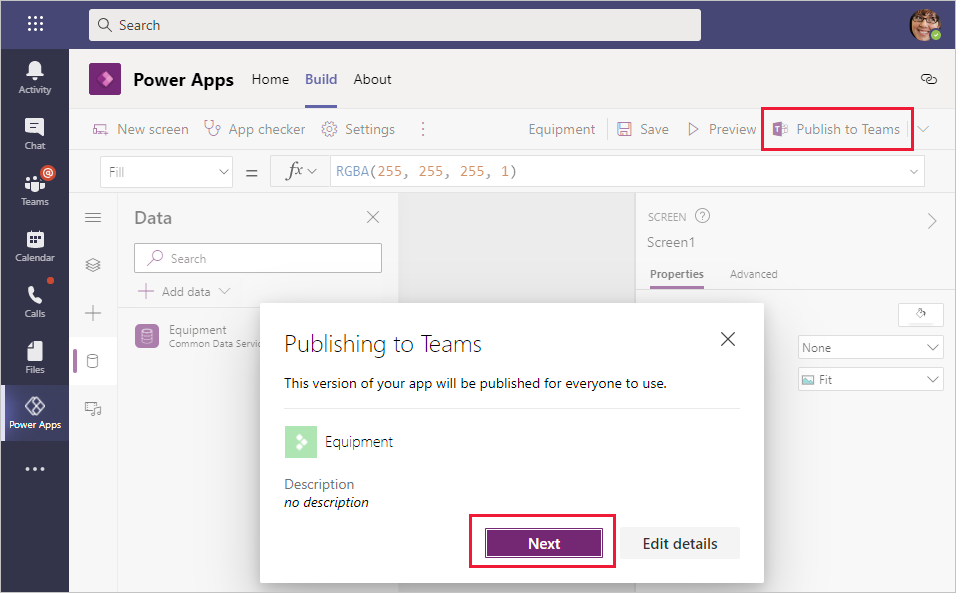 Search
Activity
Chat
Teams
Calendar
Calls
Files
Power Apps
Power Apps Home Build About
New screen App checker Settings Equipment Save Preview Publish to Teams
Fill = fx RGBA(255, 255, 255, 1)
Data
Search
Add data
Equipment
Common Data Servic
SCREEN ?
Screen1
Properties Advanced
None
Fit
Publishing to Teams
This version of your app will be published for everyone to use.
Equipment
Description
no description
Next Edit details